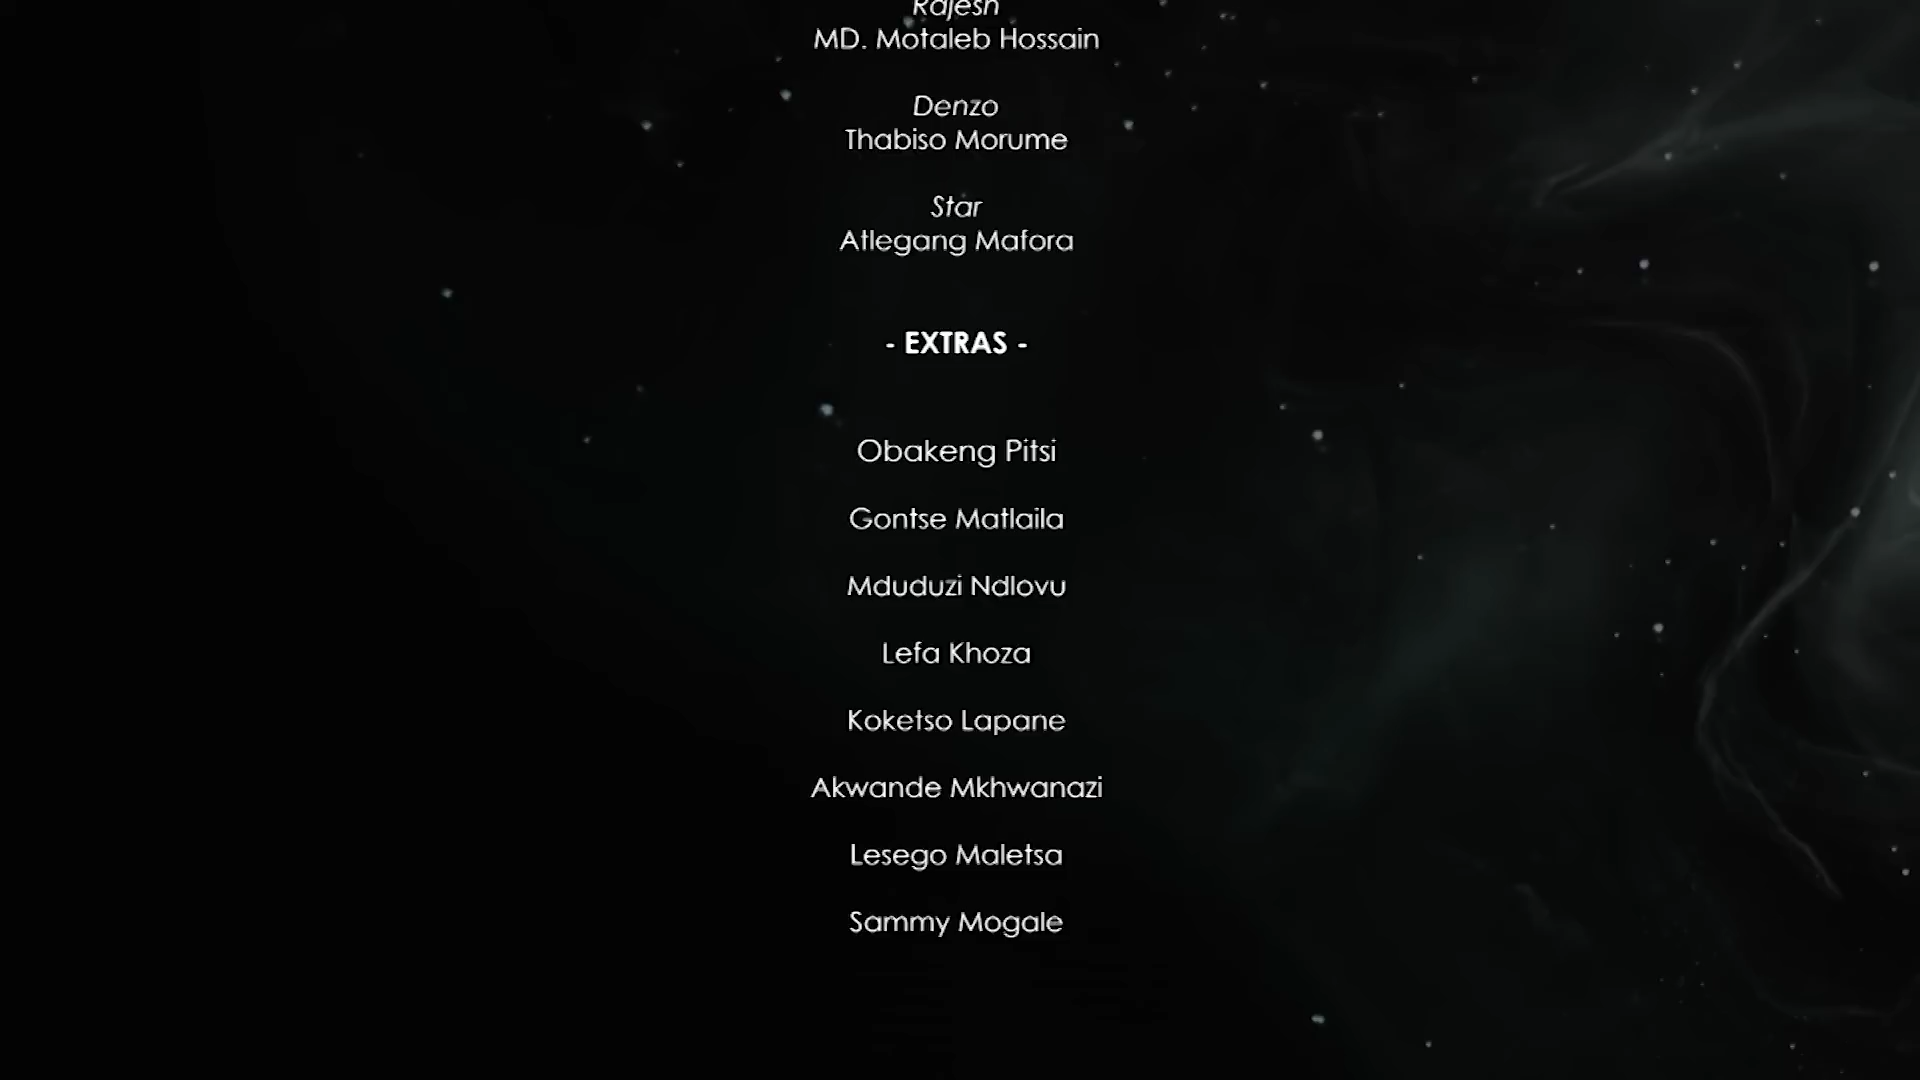 Rajesh
MD. Motaleb Hossain
Denzo
Thabiso Morume
Star
Atlegang Mafora
- EXTRAS -
Obakeng Pitsi
Gontse Matlaila
Mduduzi Ndlovu
Lefa Khoza
Koketso Lapane
Akwande Mkhwanazi
Lesego Maletsa
Sammy Mogale